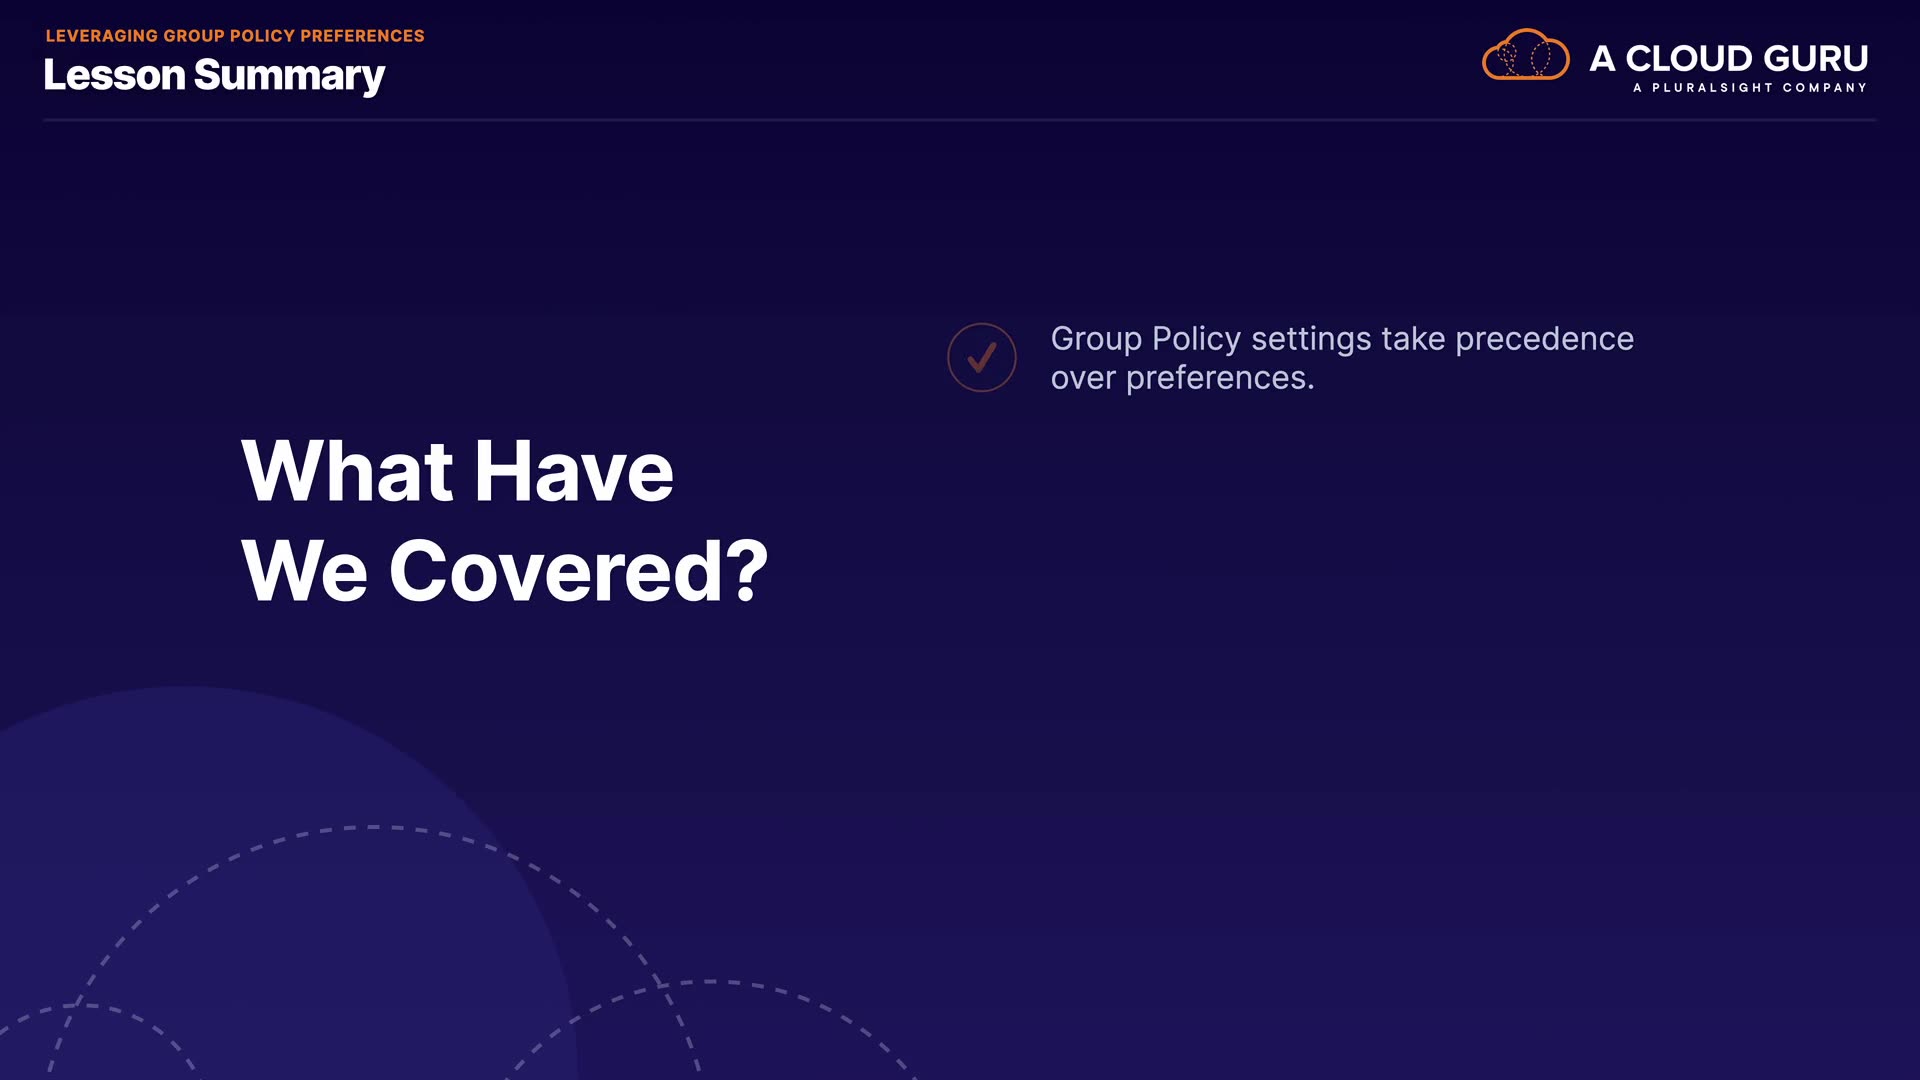 LEVERAGING GROUP POLICY PREFERENCES
Lesson Summary
A CLOUD GURU
A PLURALSIGHT COMPANY
What Have
We Covered?
Group Policy settings take precedence
over preferences.